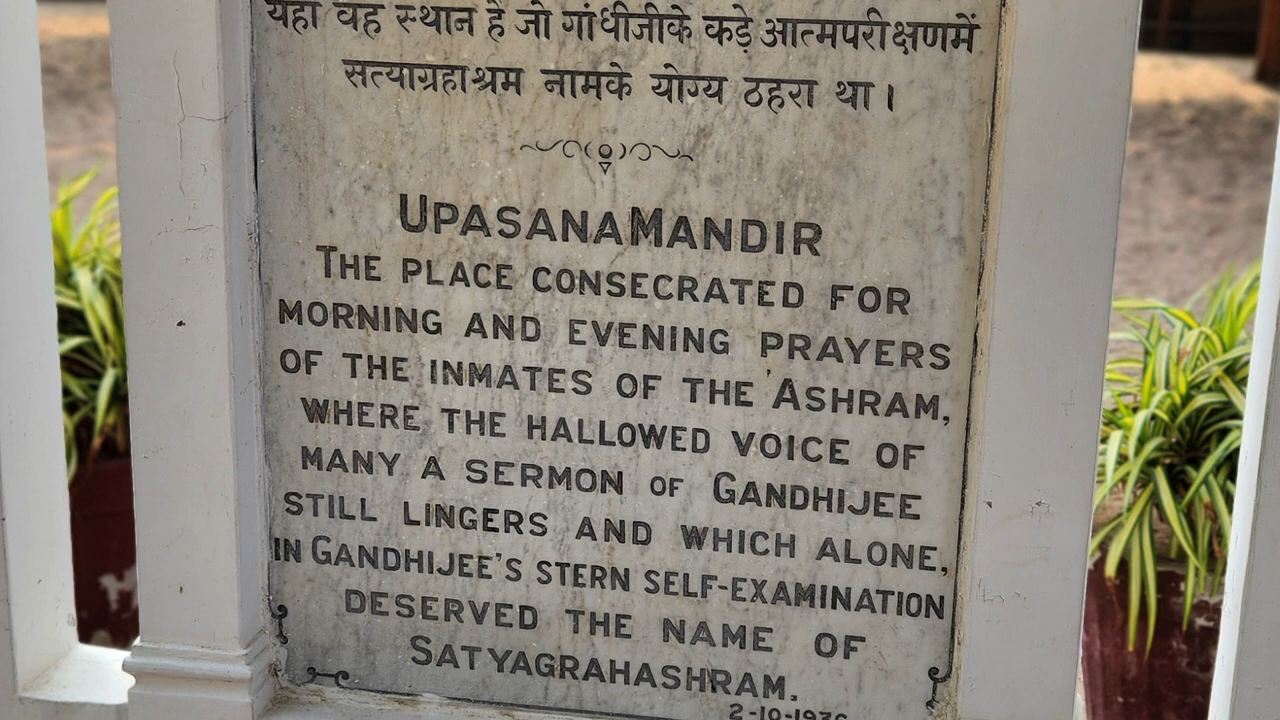 यहां वह स्थान है जो गांधीजीके कड़े आत्मपरीक्षणमें
सत्याग्रहाश्रम नामके योग्य ठहरा था।
UPASANAMANDIR
THE PLACE CONSECRATED FOR
MORNING AND EVENING PRAYERS
OF THE INMATES OF THE ASHRAM,
WHERE THE HALLOWED VOICE OF
MANY A SERMON OF GANDHIJEE
STILL LINGERS AND WHICH ALONE,
IN GANDHIJEE'S STERN SELF-EXAMINATION
DESERVED THE NAME OF
SATYAGRAHASHRAM.